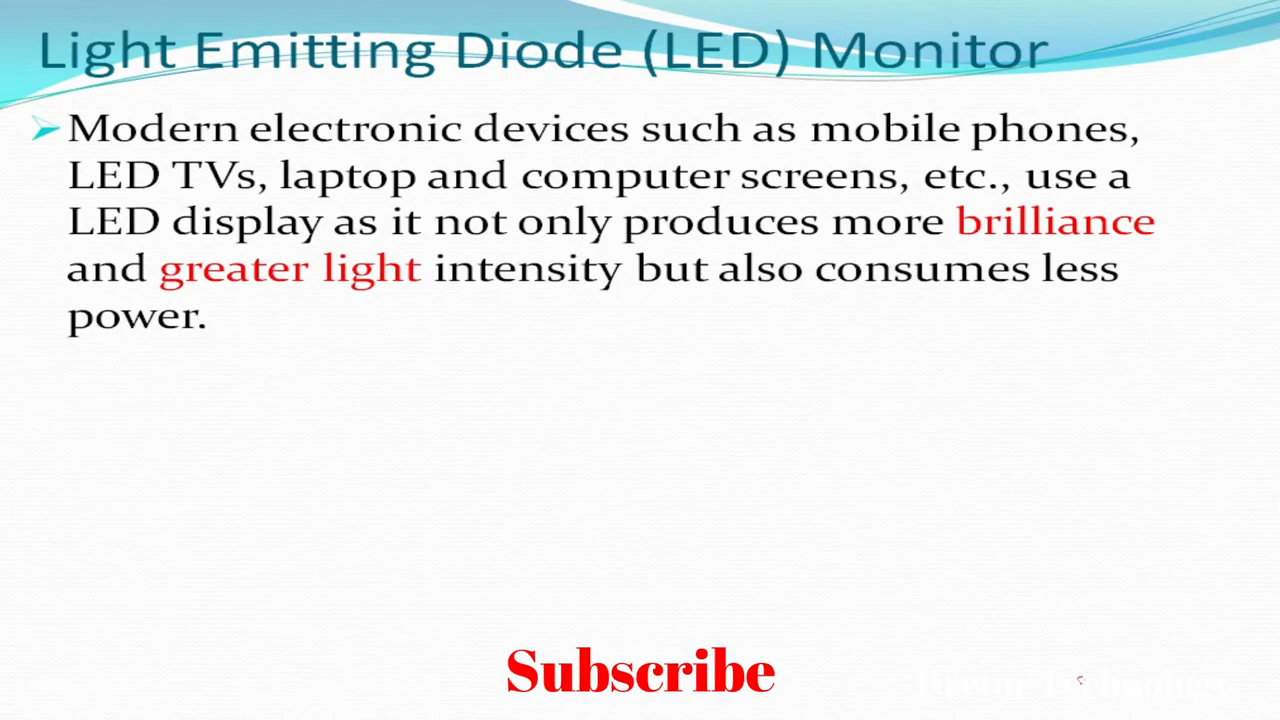 Light Emitting Diode (LED) Monitor
Modern electronic devices such as mobile phones,
LED TVs, laptop and computer screens, etc., use a
LED display as it not only produces more brilliance
and greater light intensity but also consumes less
power.
Subscribe